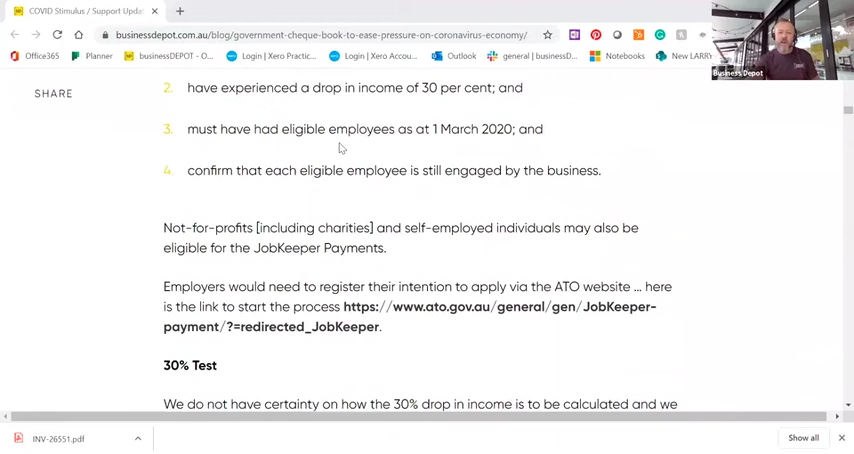 COVID Stimulus / Support Updat
businessdepot.com.au/blog/government-cheque-book-to-ease-pressure-on-coronavirus-economy/
Office365
Planner
businessDEPOT - O...
Login | Xero Practic...
Login | Xero Accou...
Outlook
general | businessd...
Notebooks
New LARRY
Business Depot
SHARE
2. have experienced a drop in income of 30 per cent; and
3. must have had eligible employees as at 1 March 2020; and
4. confirm that each eligible employee is still engaged by the business.
Not-for-profits [including charities] and self-employed individuals may also be
eligible for the JobKeeper Payments.
Employers would need to register their intention to apply via the ATO website ... here
is the link to start the process https://www.ato.gov.au/general/gen/JobKeeper-
payment/?=redirected_JobKeeper.
30% Test
We do not have certainty on how the 30% drop in income is to be calculated and we
INV-26551.pdf
Show all